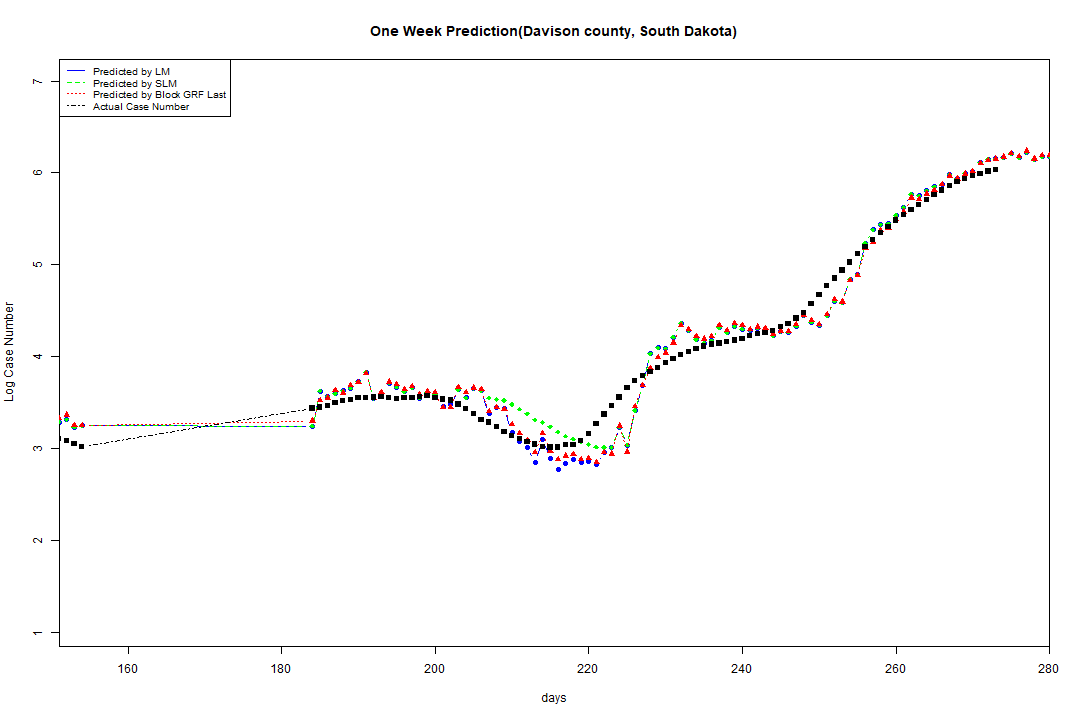 One Week Prediction(Davison county, South Dakota)
Predicted by LM
Predicted by SLM
Predicted by Block GRF Last
Actual Case Number
7
6
5
4
3
2
1
Log Case Number
160 180 200 220 240 260 280
days